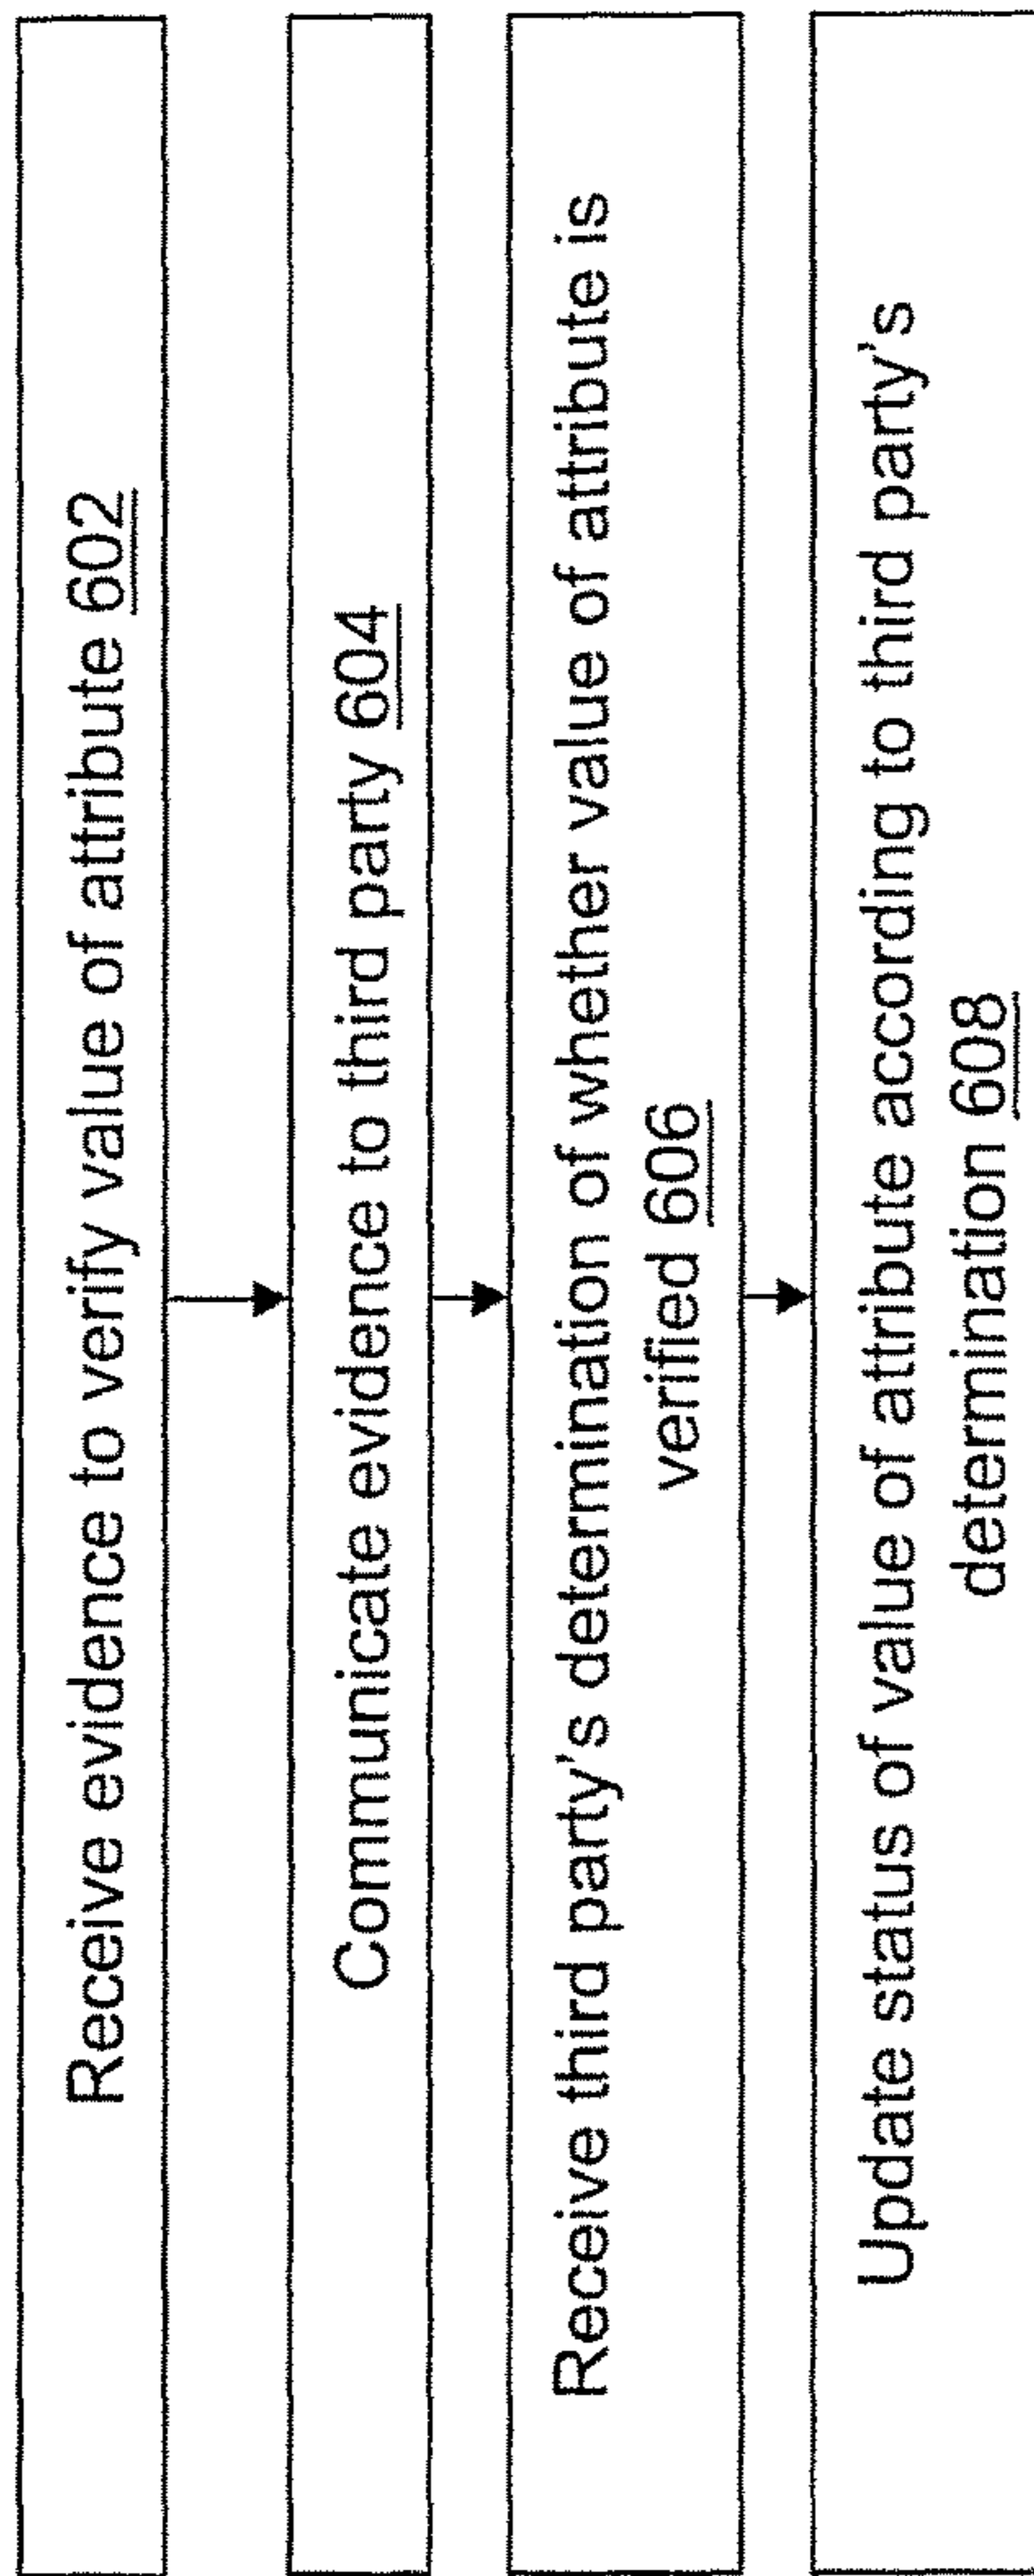 Receive evidence to verify value of attribute 602
Communicate evidence to third party 604
Receive third party's determination of whether value of attribute is
verified 606
Update status of value of attribute according to third party's
determination 608